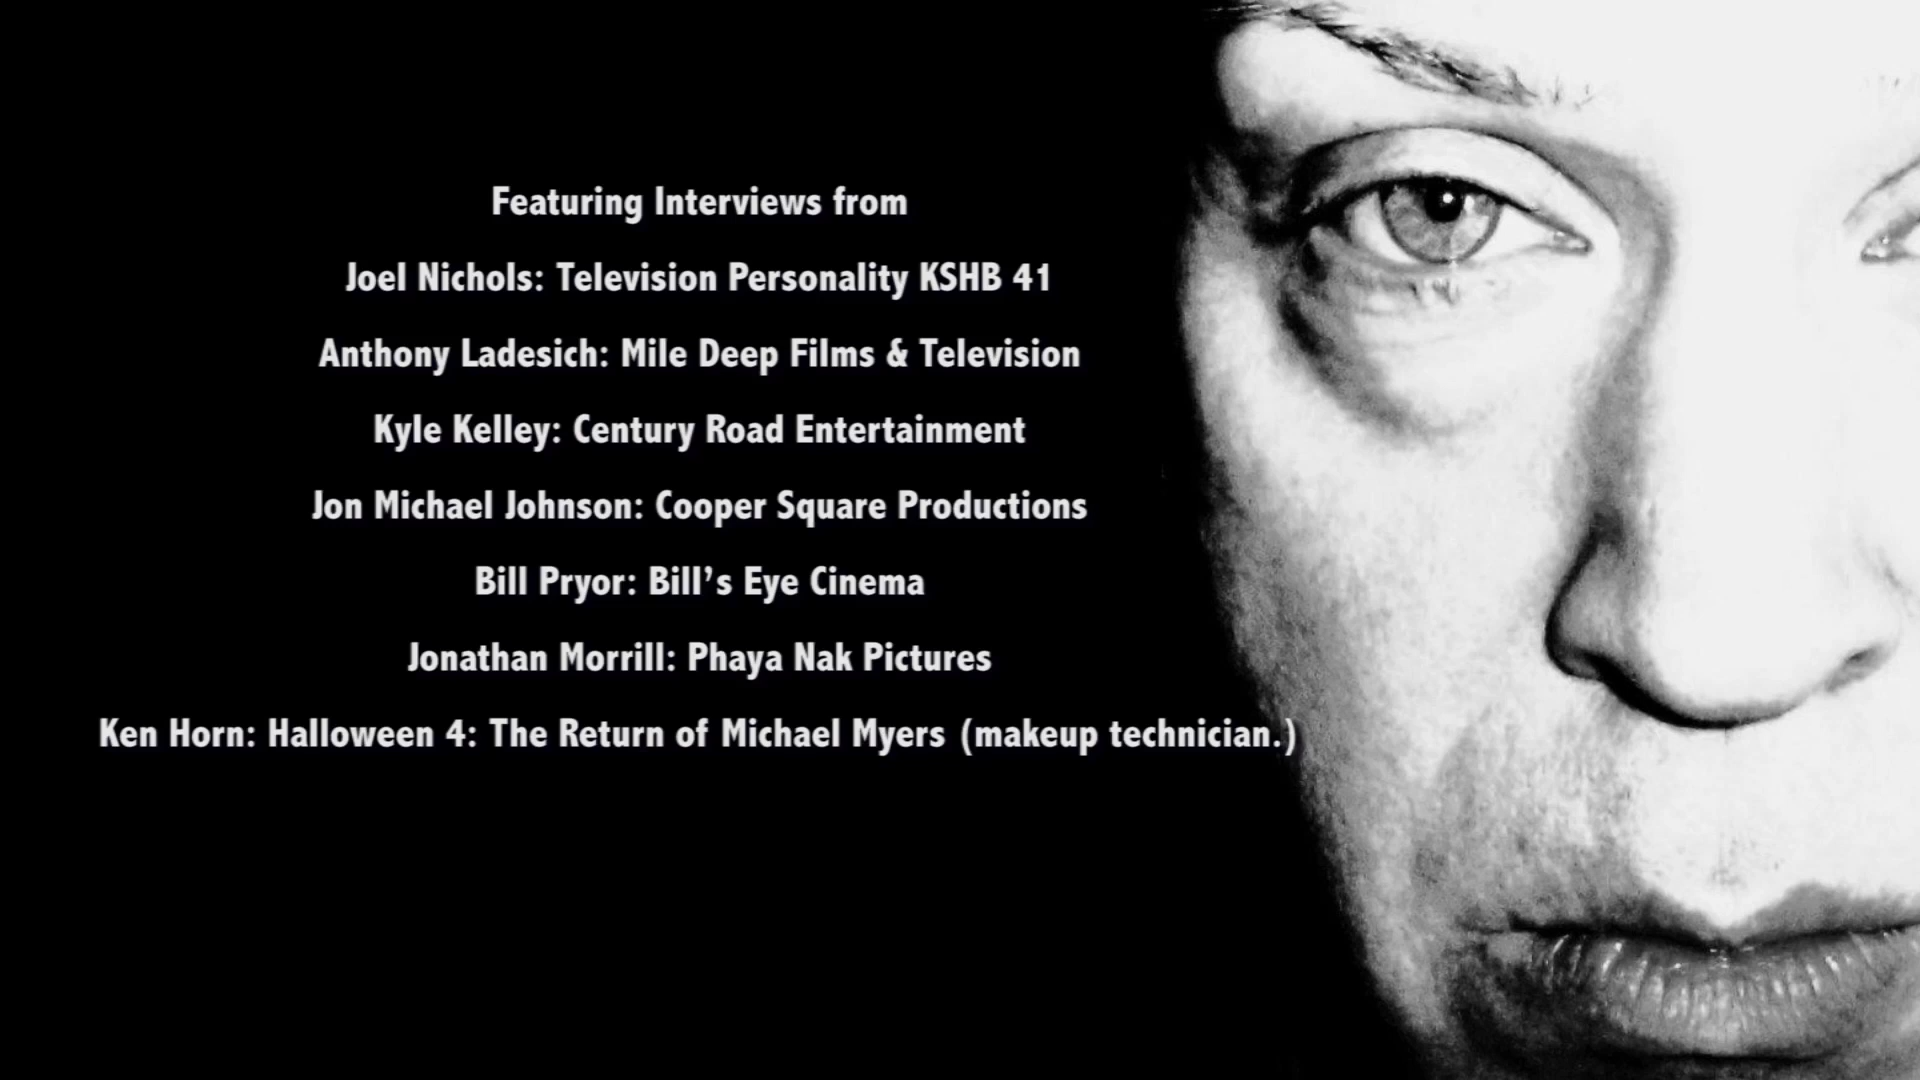 Featuring Interviews from
Joel Nichols: Television Personality KSHB 41
Anthony Ladesich: Mile Deep Films & Television
Kyle Kelley: Century Road Entertainment
Jon Michael Johnson: Cooper Square Productions
Bill Pryor: Bill’s Eye Cinema
Jonathan Morrill: Phaya Nak Pictures
Ken Horn: Halloween 4: The Return of Michael Myers (makeup technician.)